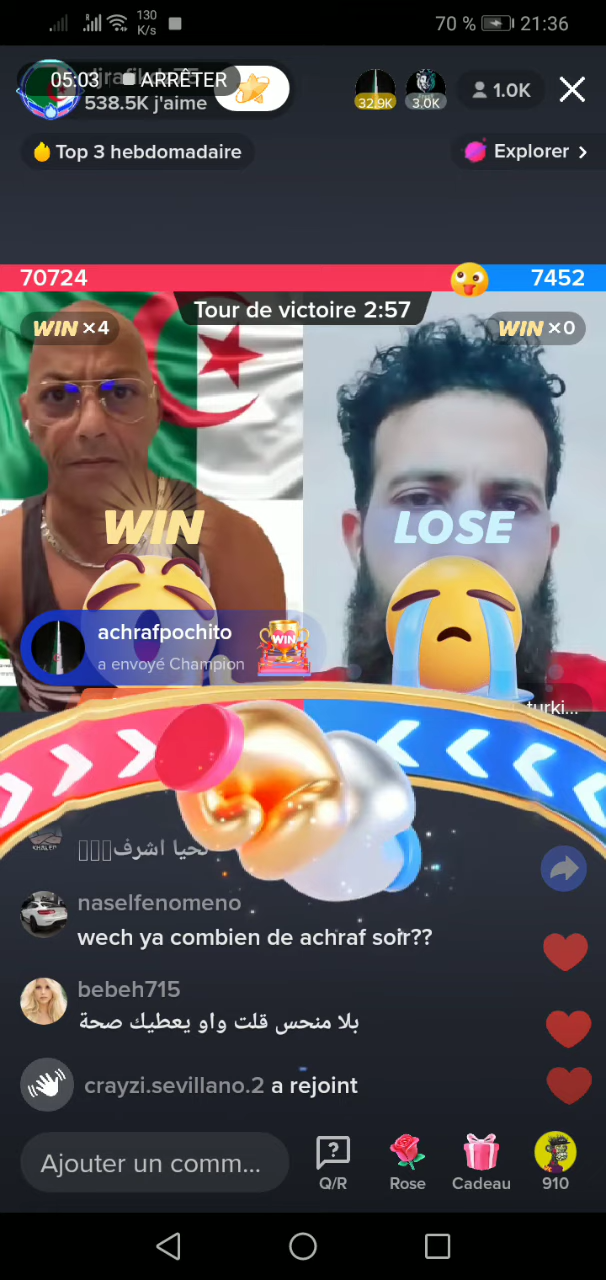 130
K/s
70 %
21:36
05:03 ARRÊTER
538.5K j'aime
32.9K
3.0K
1.0K
Top 3 hebdomadaire
Explorer
70724
7452
Tour de victoire 2:57
WIN ×4
WIN ×0
WIN
LOSE
achrafpochito
a envoyé Champion
WIN
turki...
تحيا اشرف
naselfenomeno
wech ya combien de achraf soir??
bebeh715
بلا منحس قلت واو يعطيك صحة
crayzi.sevillano.2 a rejoint
Ajouter un comm...
Q/R
Rose
Cadeau
910